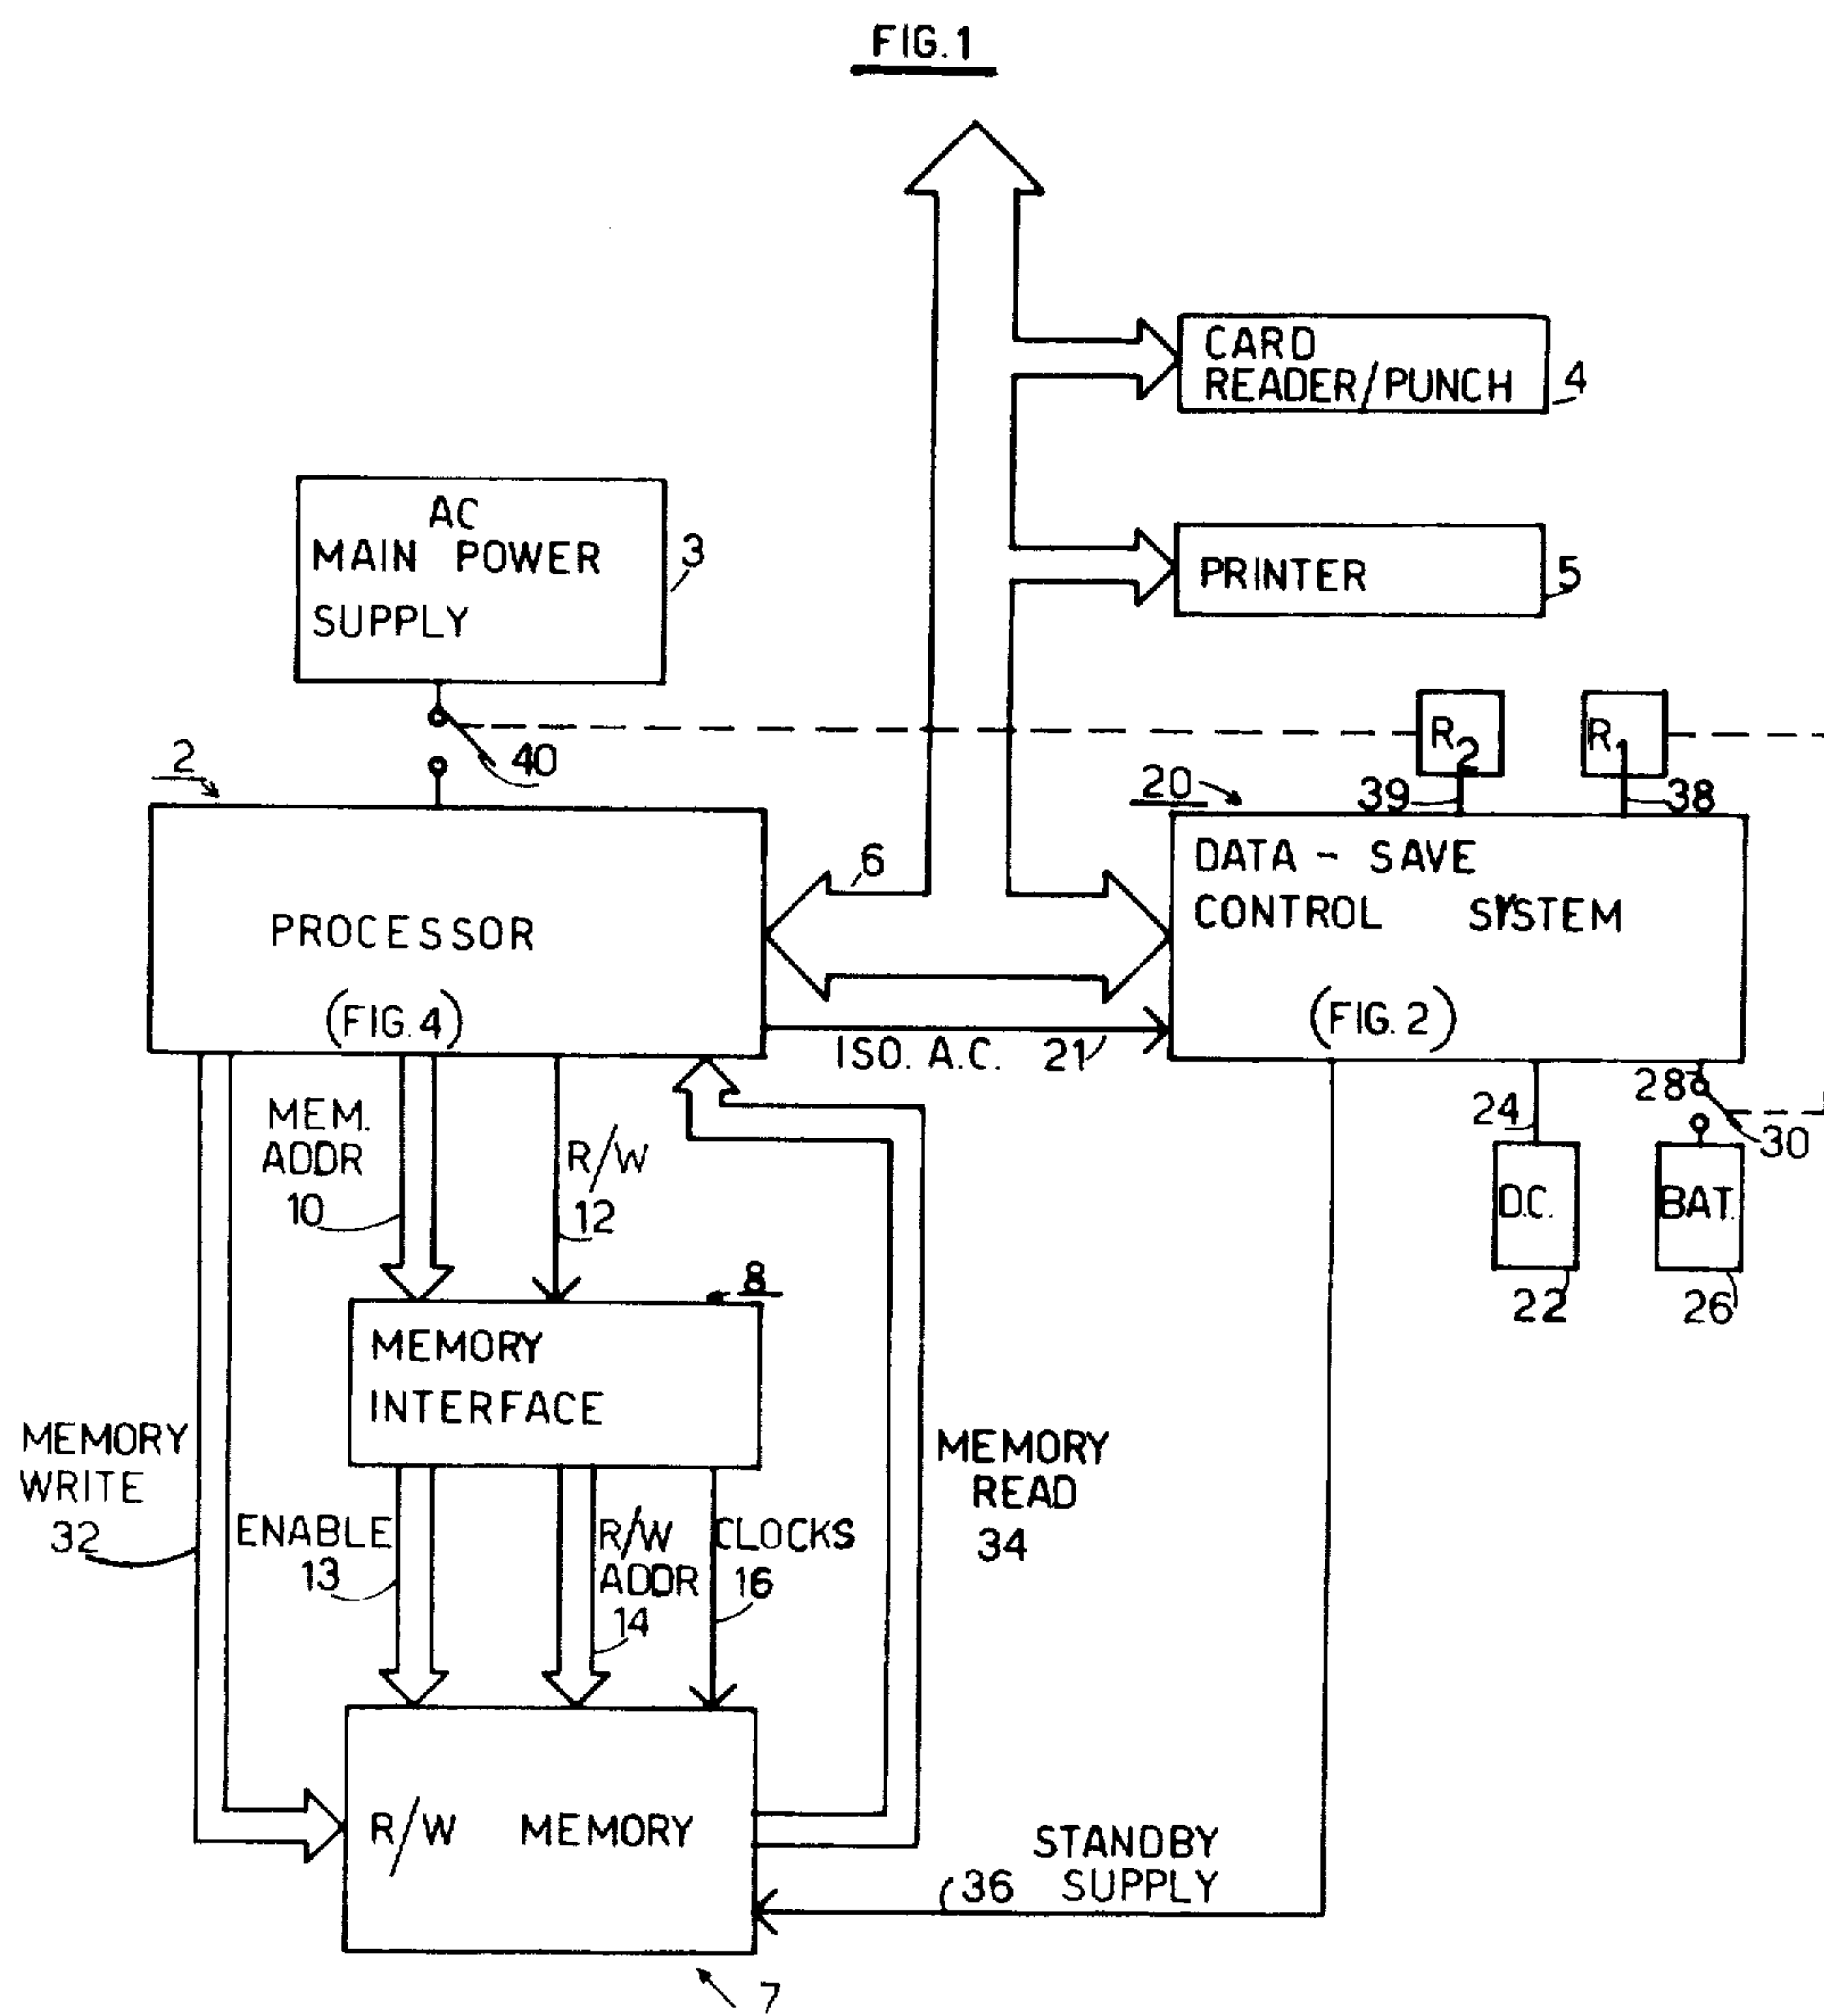 FIG. 1
CARD
READER/PUNCH
4
AC
MAIN POWER
SUPPLY
3
PRINTER
5
40
R2
R1
2
20
39
38
6
DATA - SAVE
CONTROL SYSTEM
(FIG. 2)
PROCESSOR
(FIG. 4)
ISO. A.C. 21
28
24
30
D.C.
BAT.
22
26
MEM.
ADDR
10
R/W
12
8
MEMORY
INTERFACE
MEMORY
WRITE
32
MEMORY
READ
34
ENABLE
13
R/W
ADDR
14
CLOCKS
16
R/W MEMORY
STANDBY
SUPPLY
36
7